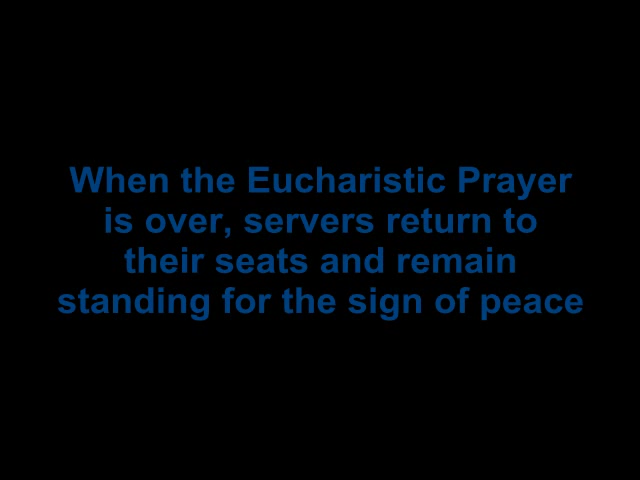 When the Eucharistic Prayer
is over, servers return to
their seats and remain
standing for the sign of peace